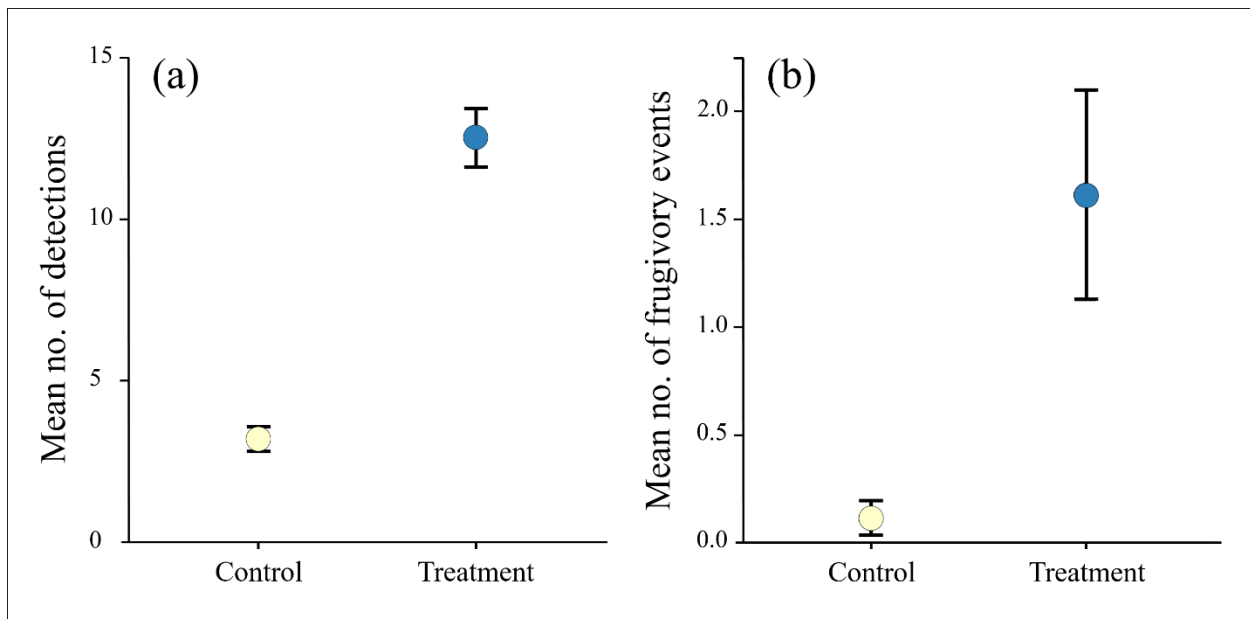 (a)
Mean no. of detections
15
10
5
0
Control
Treatment
(b)
Mean no. of frugivory events
2.0
1.5
1.0
0.5
0.0
Control
Treatment